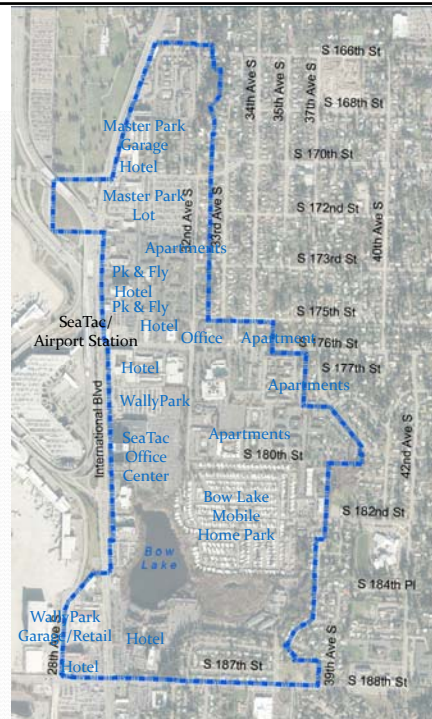 S 166th St
34th Ave S
35th Ave S
37th Ave S
S 168th St
Master Park
Garage
Hotel
S 170th St
Master Park
Lot
32nd Ave S
33rd Ave S
S 172nd St
40th Ave S
Apartments
S 173rd St
Pk & Fly
Hotel
Pk & Fly
S 175th St
SeaTac/
Airport Station
Hotel
Office
Apartments
S 176th St
S 177th St
Hotel
Apartments
International Blvd
WallyPark
42nd Ave S
SeaTac
Office
Center
Apartments
S 180th St
Bow Lake
Mobile
Home Park
S 182nd St
Bow
Lake
S 184th Pl
WallyPark
Garage/Retail
28th Ave S
Hotel
Hotel
S 187th St
39th Ave S
S 188th St